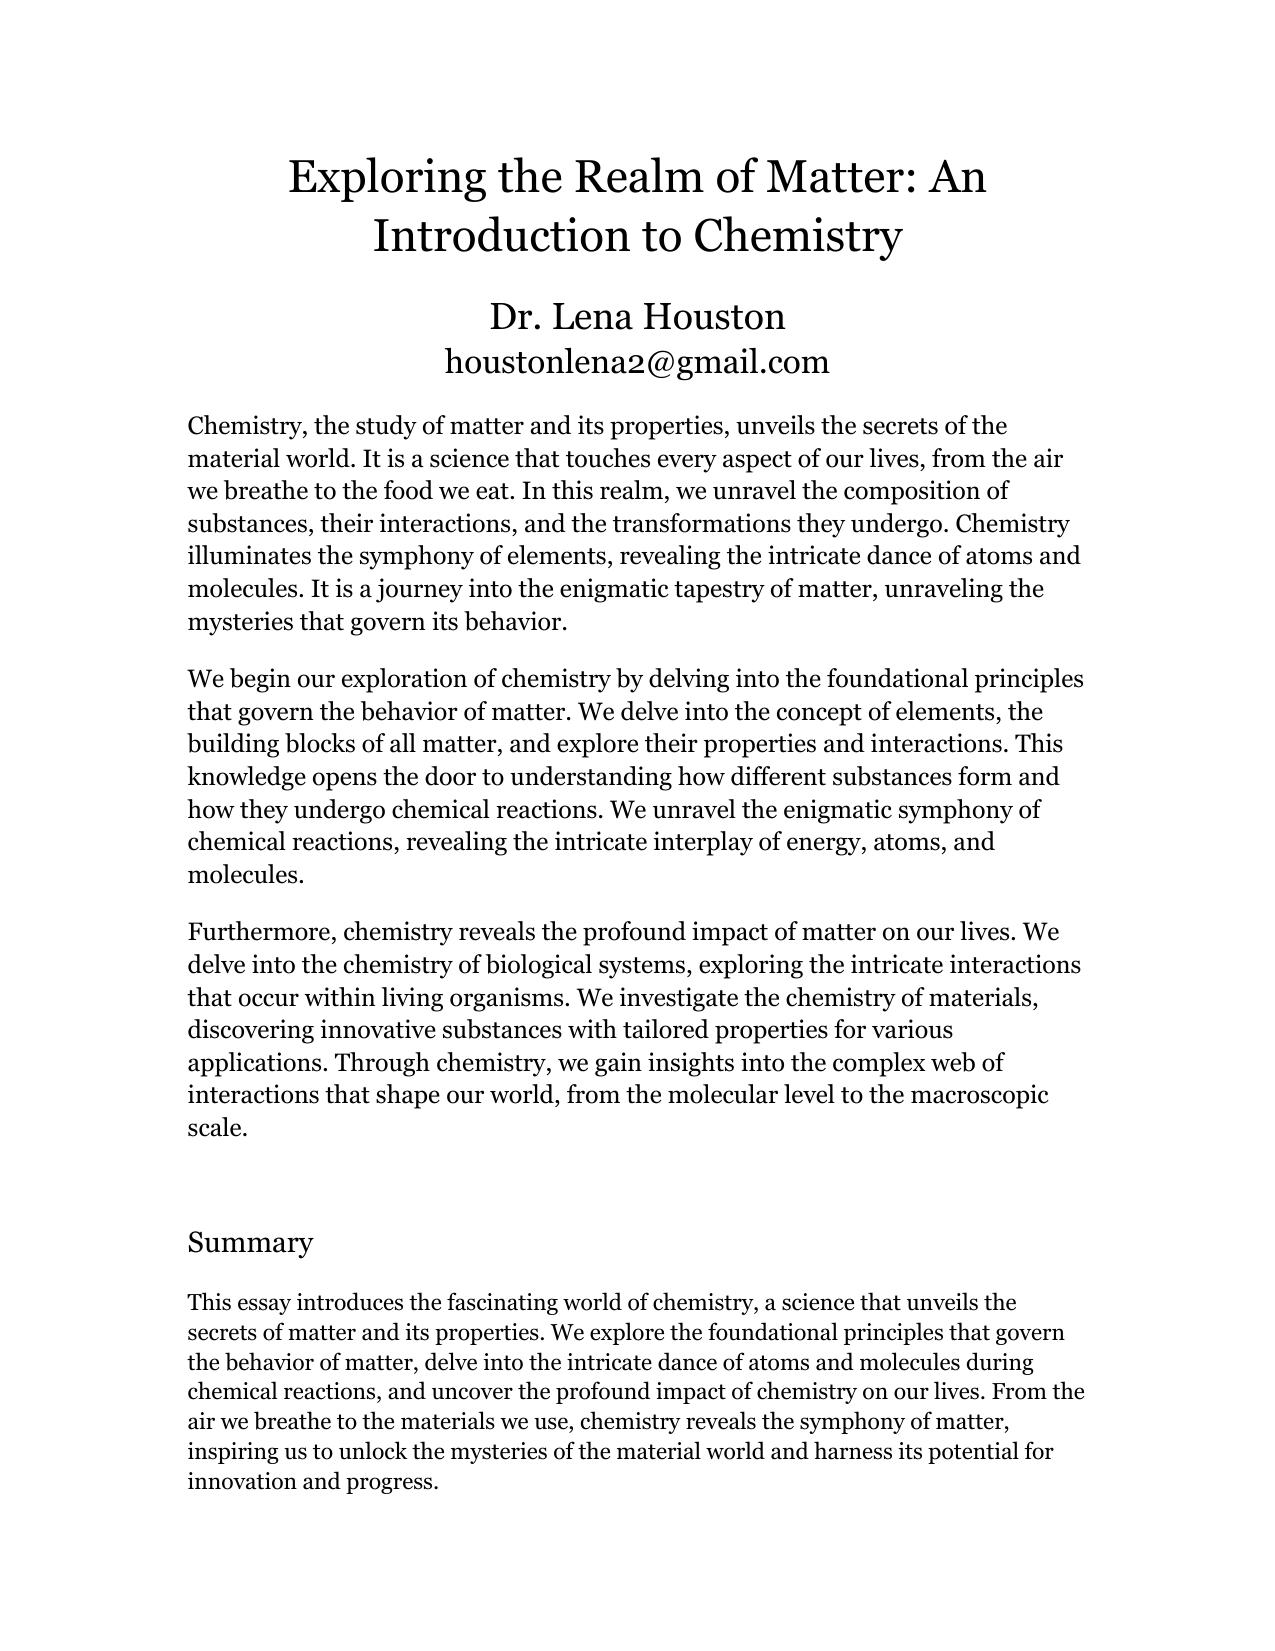 Exploring the Realm of Matter: An
Introduction to Chemistry
Dr. Lena Houston
houstonlena2@gmail.com
Chemistry, the study of matter and its properties, unveils the secrets of the
material world. It is a science that touches every aspect of our lives, from the air
we breathe to the food we eat. In this realm, we unravel the composition of
substances, their interactions, and the transformations they undergo. Chemistry
illuminates the symphony of elements, revealing the intricate dance of atoms and
molecules. It is a journey into the enigmatic tapestry of matter, unraveling the
mysteries that govern its behavior.
We begin our exploration of chemistry by delving into the foundational principles
that govern the behavior of matter. We delve into the concept of elements, the
building blocks of all matter, and explore their properties and interactions. This
knowledge opens the door to understanding how different substances form and
how they undergo chemical reactions. We unravel the enigmatic symphony of
chemical reactions, revealing the intricate interplay of energy, atoms, and
molecules.
Furthermore, chemistry reveals the profound impact of matter on our lives. We
delve into the chemistry of biological systems, exploring the intricate interactions
that occur within living organisms. We investigate the chemistry of materials,
discovering innovative substances with tailored properties for various
applications. Through chemistry, we gain insights into the complex web of
interactions that shape our world, from the molecular level to the macroscopic
scale.
Summary
This essay introduces the fascinating world of chemistry, a science that unveils the
secrets of matter and its properties. We explore the foundational principles that govern
the behavior of matter, delve into the intricate dance of atoms and molecules during
chemical reactions, and uncover the profound impact of chemistry on our lives. From the
air we breathe to the materials we use, chemistry reveals the symphony of matter,
inspiring us to unlock the mysteries of the material world and harness its potential for
innovation and progress.